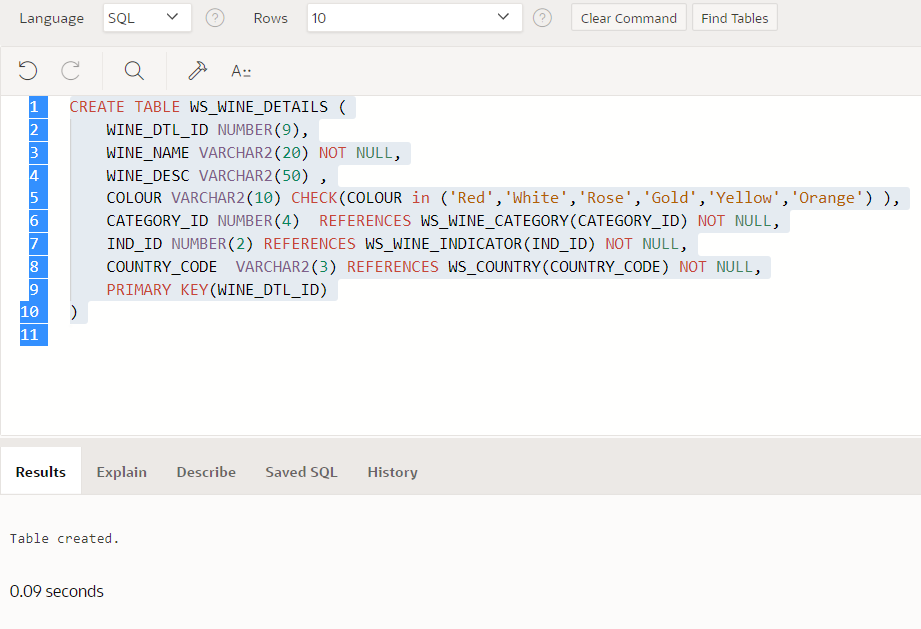 Language SQL ? Rows 10 ? Clear Command Find Tables
A::
1 CREATE TABLE WS_WINE_DETAILS (
2 WINE_DTL_ID NUMBER(9),
3 WINE_NAME VARCHAR2(20) NOT NULL,
4 WINE_DESC VARCHAR2(50) ,
5 COLOUR VARCHAR2(10) CHECK(COLOUR in ('Red','White','Rose','Gold','Yellow','Orange') ),
6 CATEGORY_ID NUMBER(4)  REFERENCES WS_WINE_CATEGORY(CATEGORY_ID) NOT NULL,
7 IND_ID NUMBER(2) REFERENCES WS_WINE_INDICATOR(IND_ID) NOT NULL,
8 COUNTRY_CODE  VARCHAR2(3) REFERENCES WS_COUNTRY(COUNTRY_CODE) NOT NULL,
9 PRIMARY KEY(WINE_DTL_ID)
10 )
11
Results Explain Describe Saved SQL History
Table created.
0.09 seconds